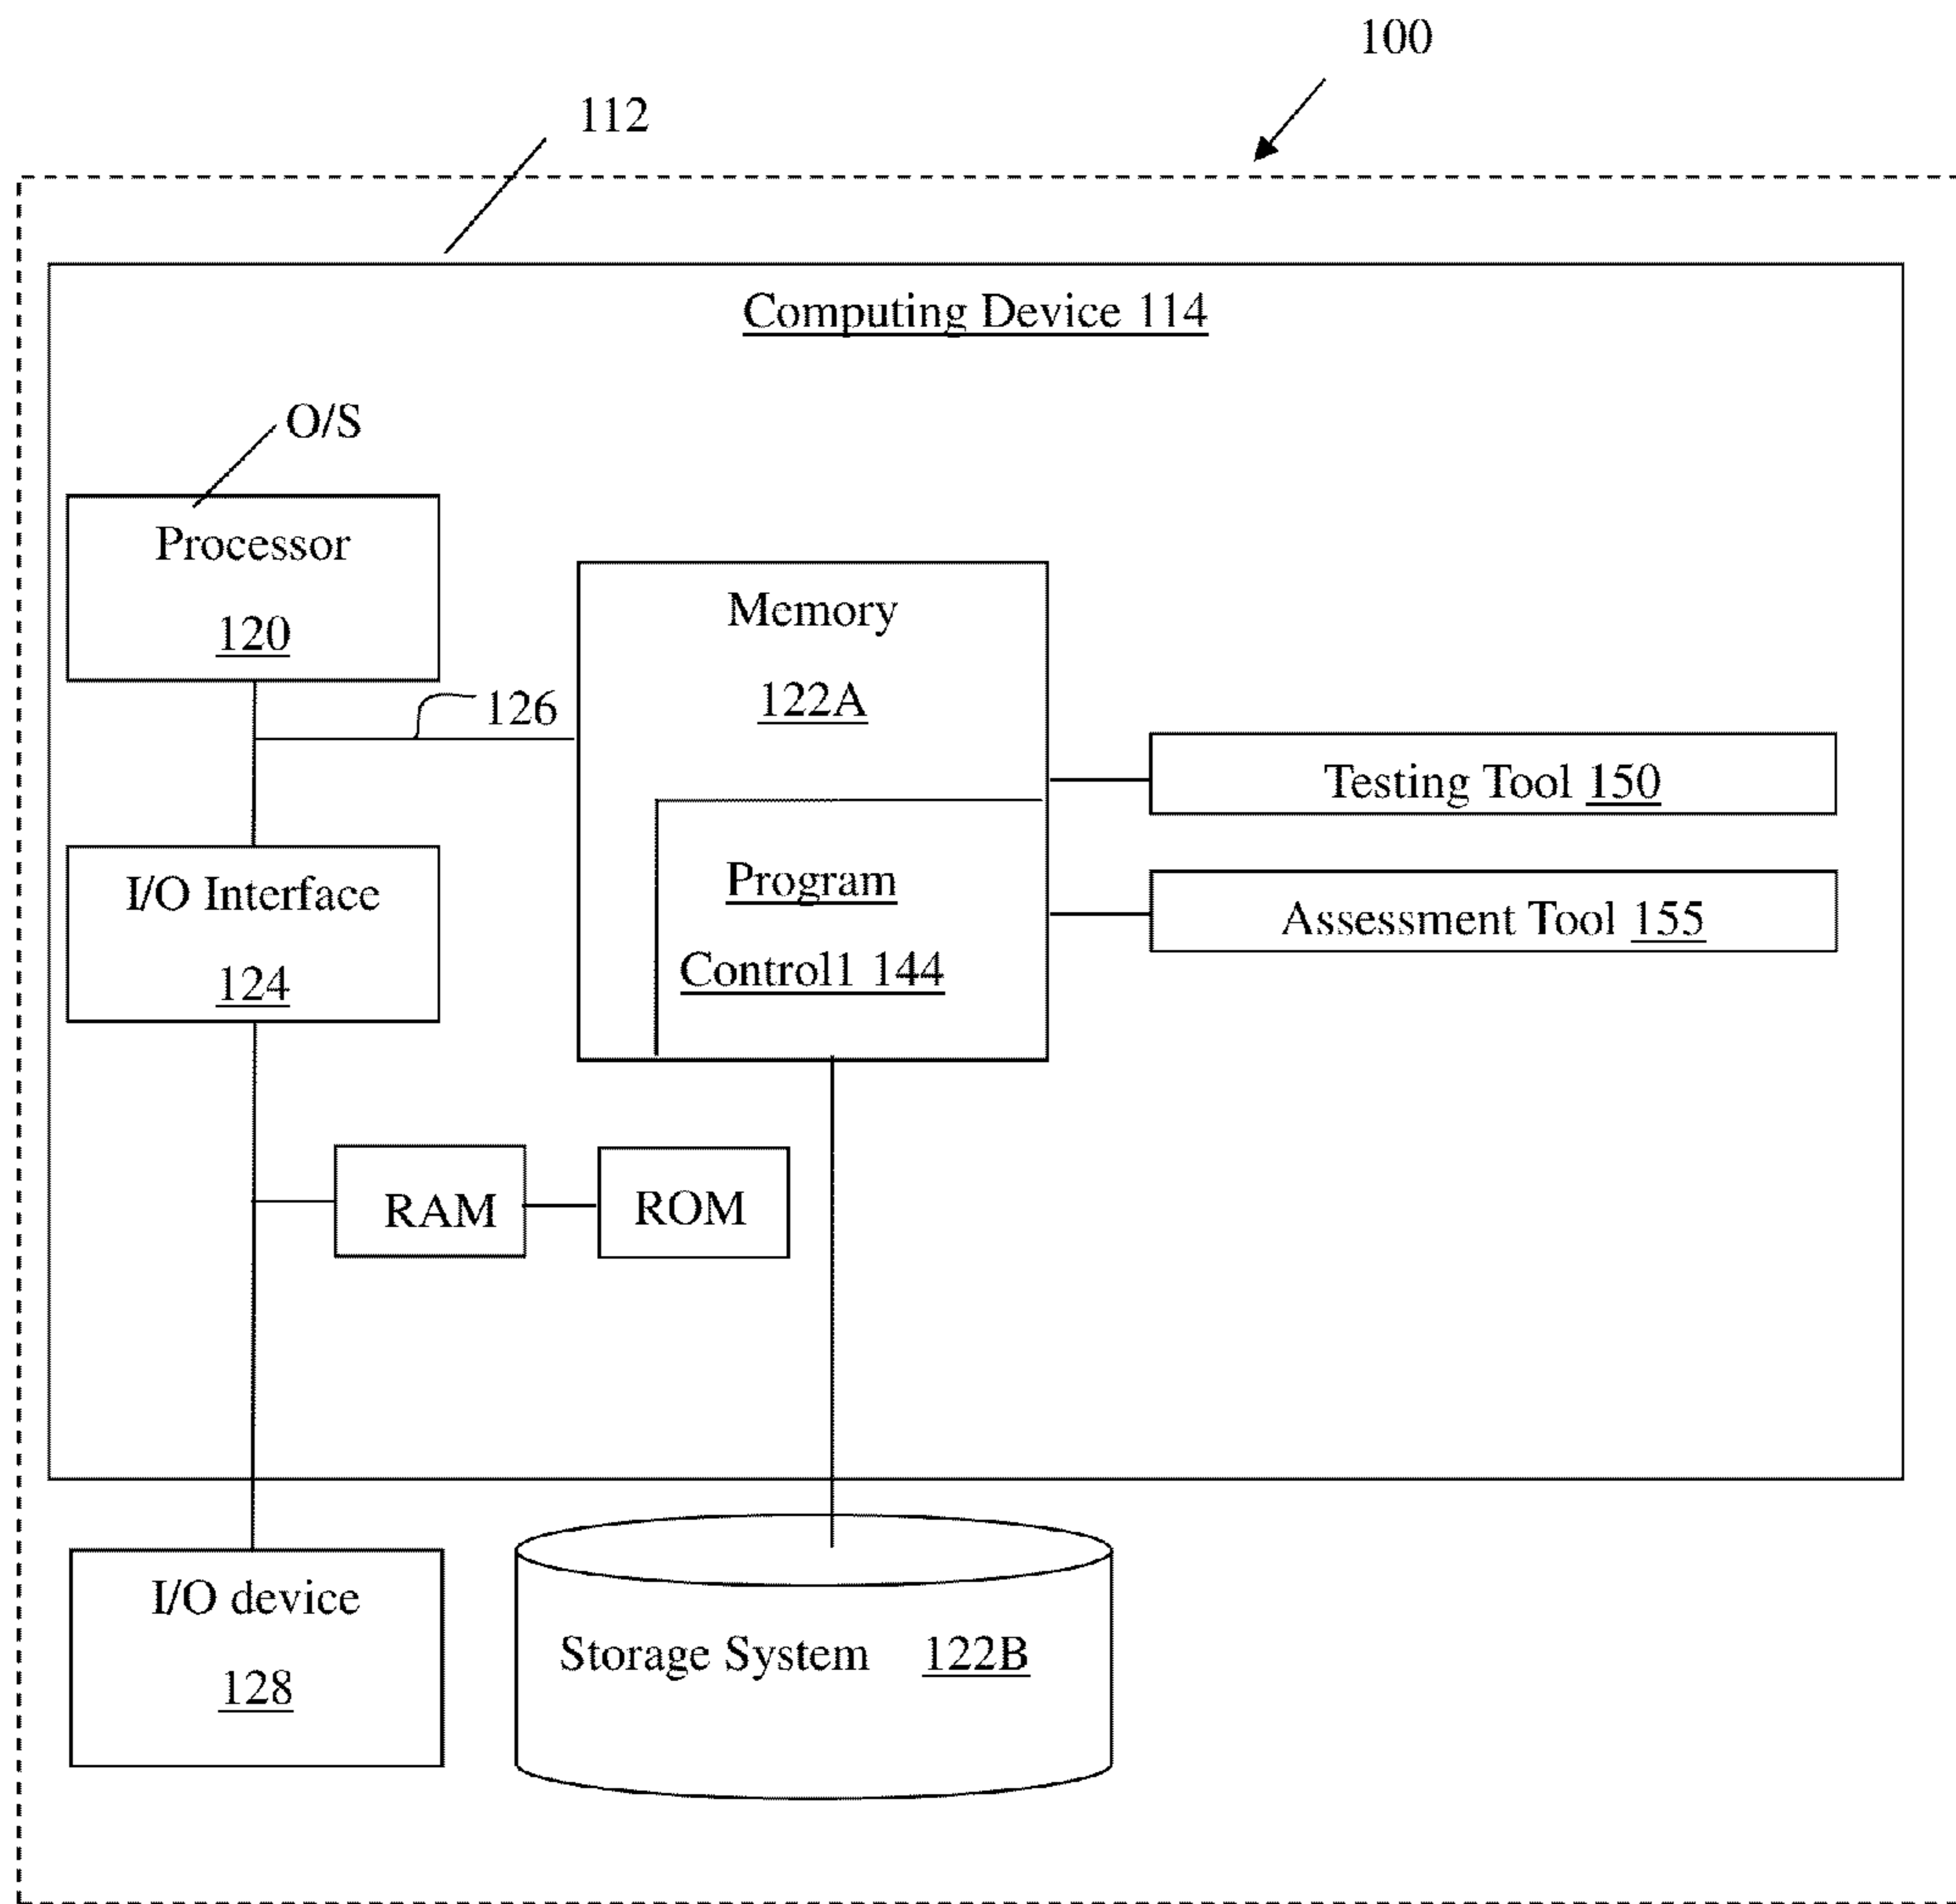 100
112
Computing Device 114
O/S
Processor
120
Memory
122A
126
Testing Tool 150
I/O Interface
124
Program
Control1 144
Assessment Tool 155
RAM
ROM
I/O device
128
Storage System 122B